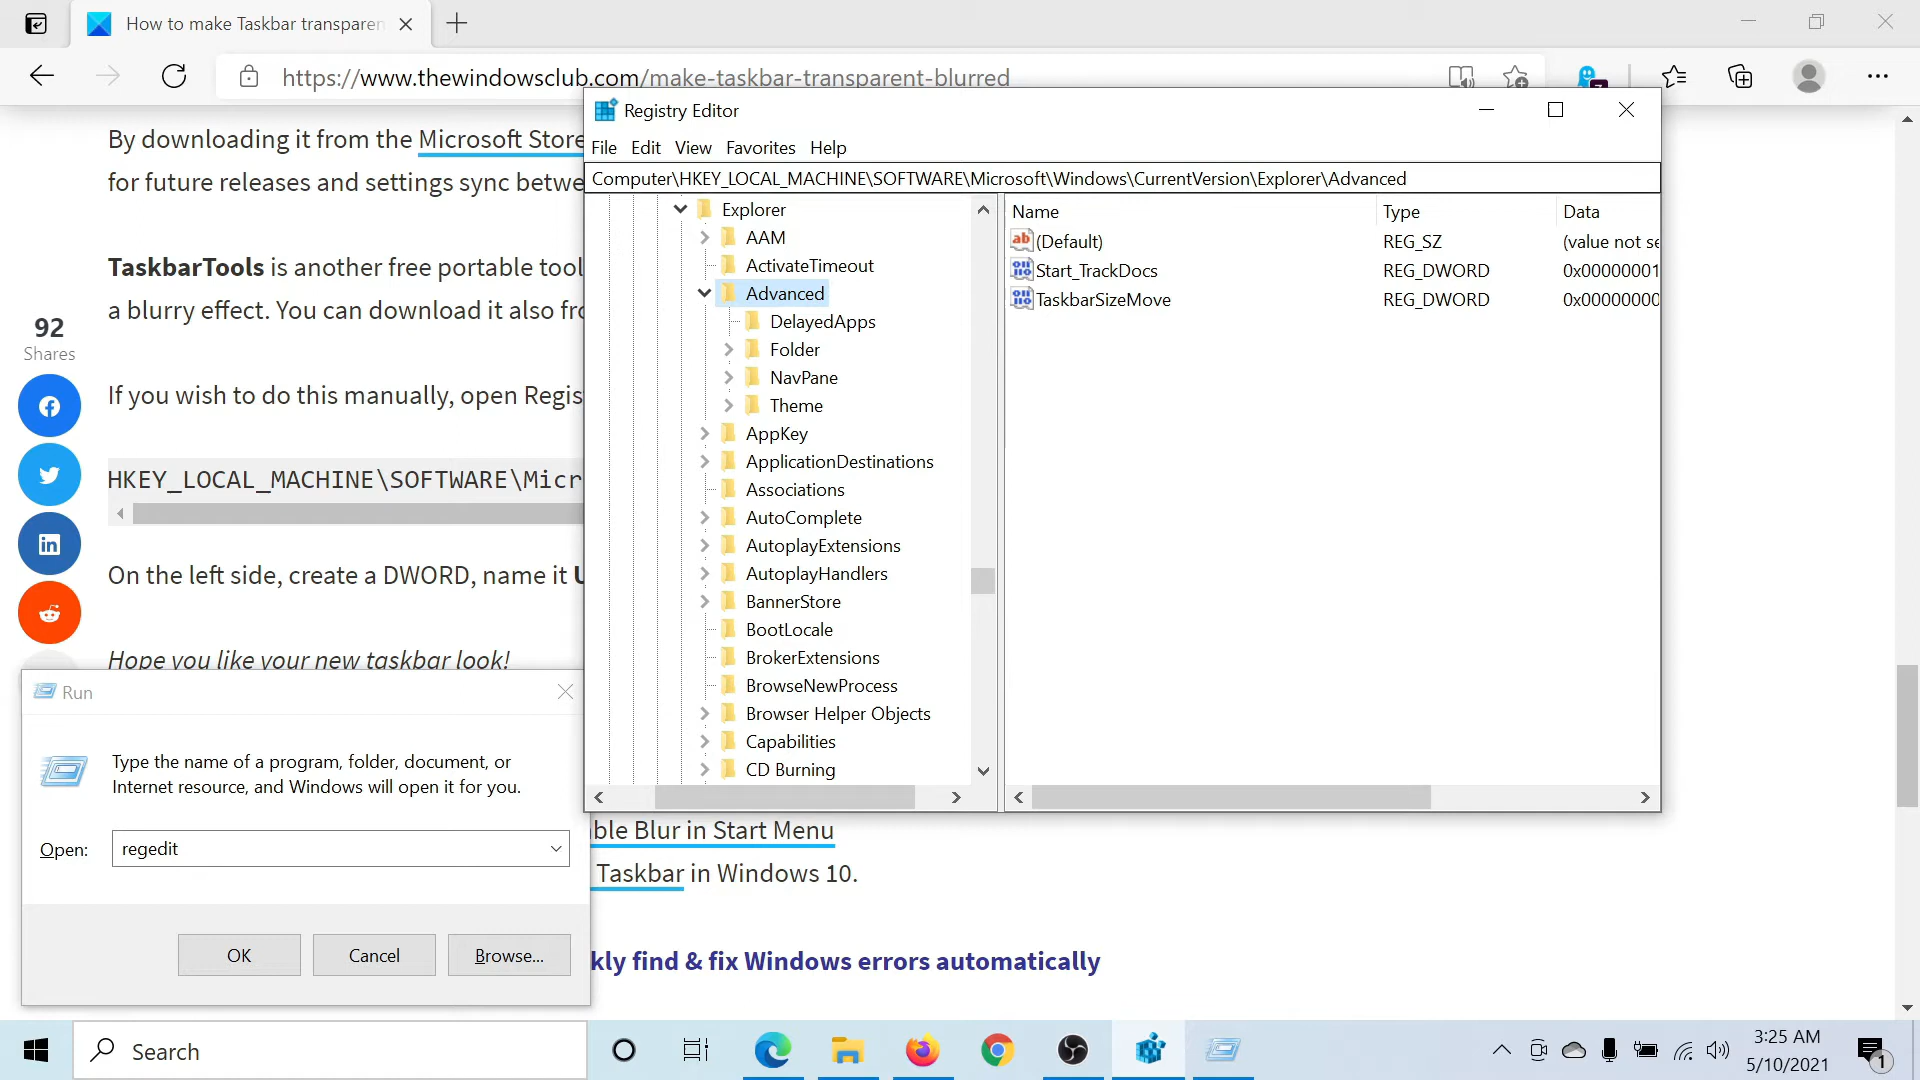 How to make Taskbar transparen
https://www.thewindowsclub.com/make-taskbar-transparent-blurred
By downloading it from the Microsoft Store
for future releases and settings sync betwe
TaskbarTools is another free portable tool
a blurry effect. You can download it also fro
92
Shares
If you wish to do this manually, open Regis
HKEY_LOCAL_MACHINE\SOFTWARE\Micr
in
On the left side, create a DWORD, name it U
Hope you like your new taskbar look!
Registry Editor
File Edit View Favorites Help
Computer\HKEY_LOCAL_MACHINE\SOFTWARE\Microsoft\Windows\CurrentVersion\Explorer\Advanced
Explorer
AAM
ActivateTimeout
Advanced
DelayedApps
Folder
NavPane
Theme
AppKey
ApplicationDestinations
Associations
AutoComplete
AutoplayExtensions
AutoplayHandlers
BannerStore
BootLocale
BrokerExtensions
BrowseNewProcess
Browser Helper Objects
Capabilities
CD Burning
Name Type Data
ab (Default) REG_SZ (value not se
Start_TrackDocs REG_DWORD 0x00000001
TaskbarSizeMove REG_DWORD 0x00000000
Run
Type the name of a program, folder, document, or
Internet resource, and Windows will open it for you.
Open: regedit
OK Cancel Browse...
ble Blur in Start Menu
Taskbar in Windows 10.
kly find & fix Windows errors automatically
Search
3:25 AM
5/10/2021
1